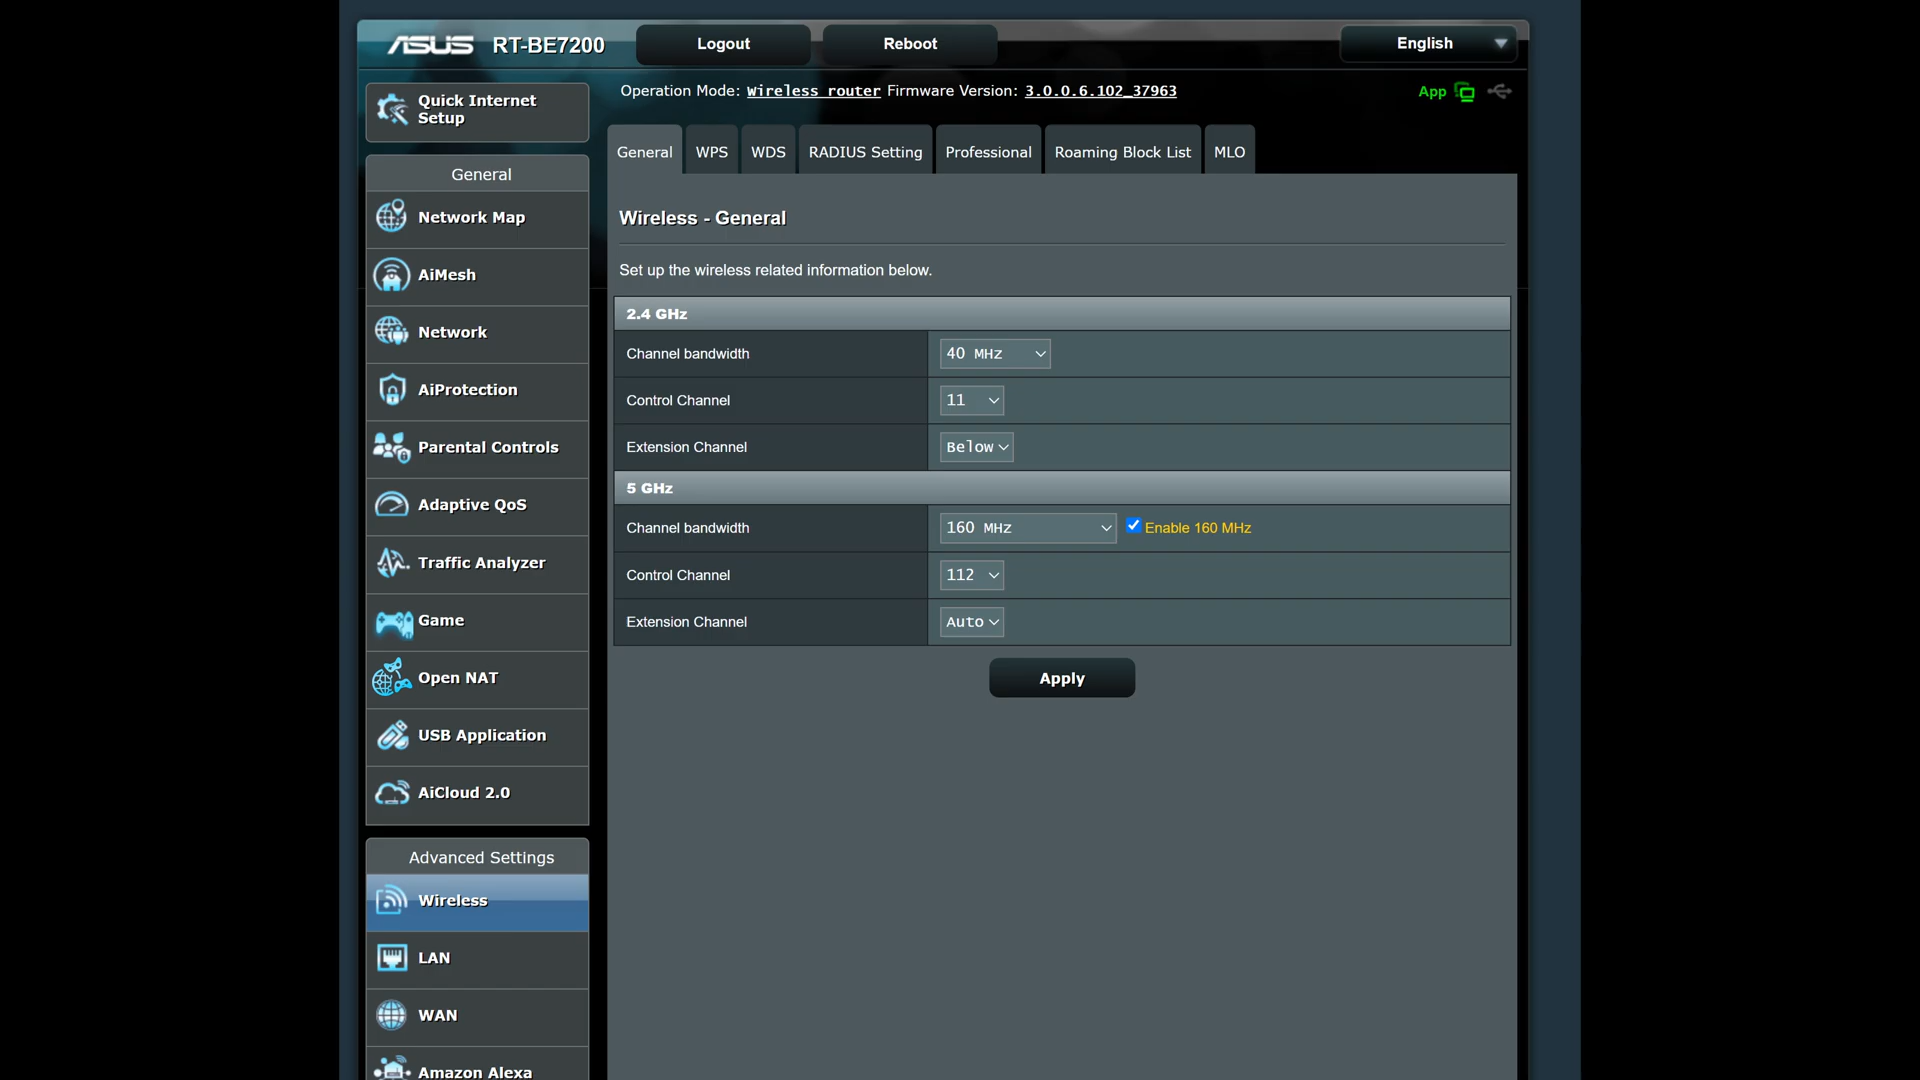 ASUS RT-BE7200 Logout Reboot English
Operation Mode: Wireless router Firmware Version: 3.0.0.6.102_37963 App
Quick Internet
Setup
General
Network Map
AiMesh
Network
AiProtection
Parental Controls
Adaptive QoS
Traffic Analyzer
Game
Open NAT
USB Application
AiCloud 2.0
Advanced Settings
Wireless
LAN
WAN
Amazon Alexa
General WPS WDS RADIUS Setting Professional Roaming Block List MLO
Wireless - General
Set up the wireless related information below.
2.4 GHz
Channel bandwidth 40 MHz
Control Channel 11
Extension Channel Below
5 GHz
Channel bandwidth 160 MHz Enable 160 MHz
Control Channel 112
Extension Channel Auto
Apply